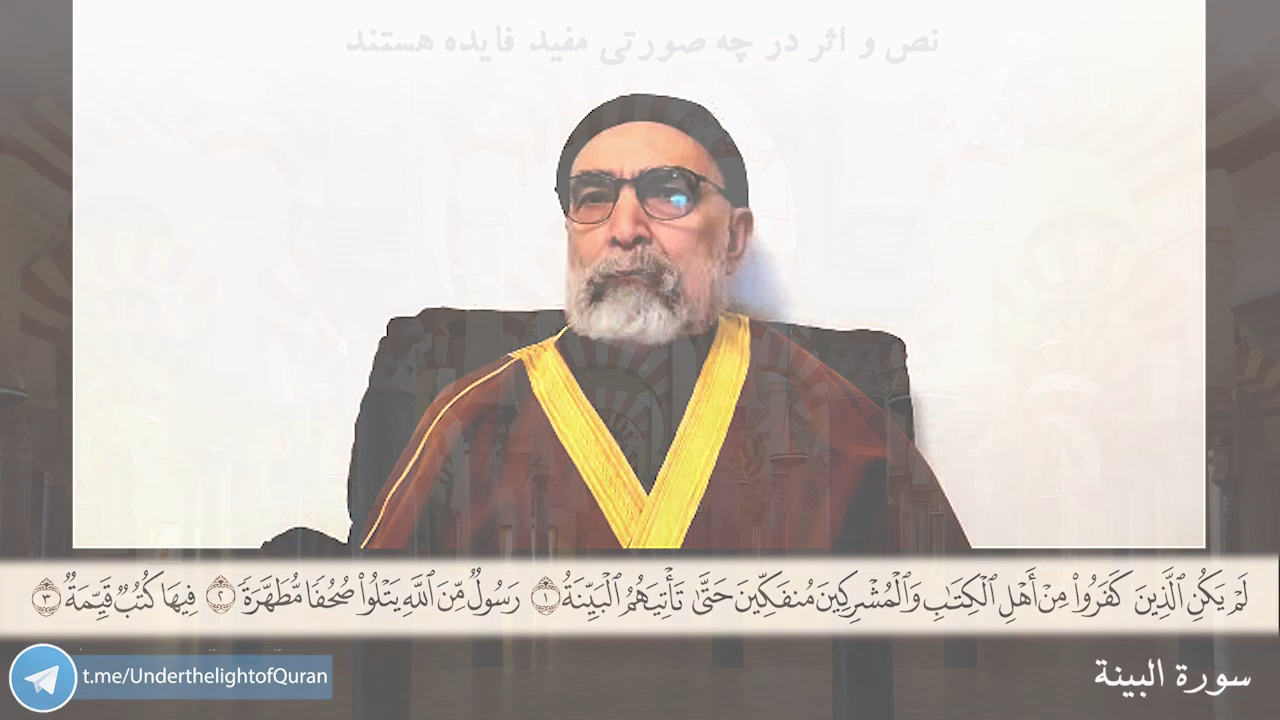 نص و اثر در چه صورتی مفید فایده هستند
لَمْ يَكُنِ ٱلَّذِينَ كَفَرُوا۟ مِنْ أَهْلِ ٱلْكِتَٰبِ وَٱلْمُشْرِكِينَ مُنفَكِّينَ حَتَّىٰ تَأْتِيَهُمُ ٱلْبَيِّنَةُ ١ رَسُولٌ مِّنَ ٱللَّهِ يَتْلُوا۟ صُحُفًا مُّطَهَّرَةً ٢ فِيهَا كُتُبٌ قَيِّمَةٌ ٣
t.me/UnderthelightofQuran
سورة البينة